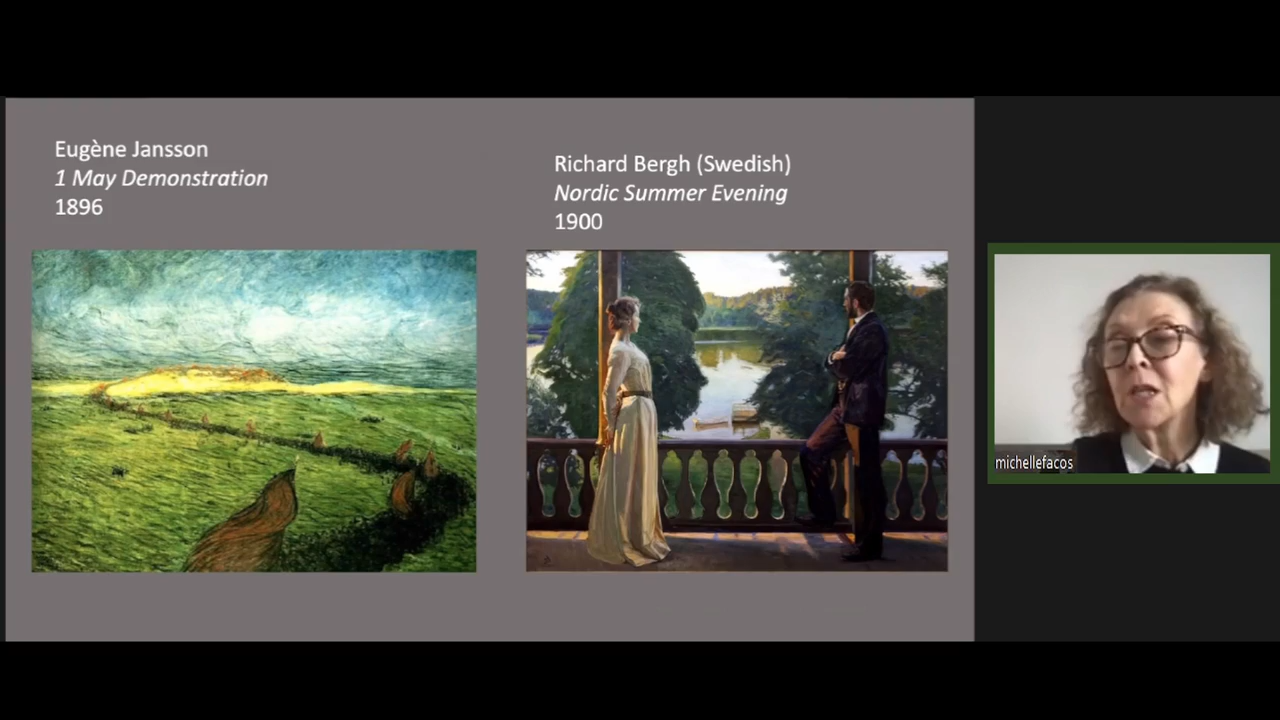 Eugène Jansson
1 May Demonstration
1896
Richard Bergh (Swedish)
Nordic Summer Evening
1900
michellefacos